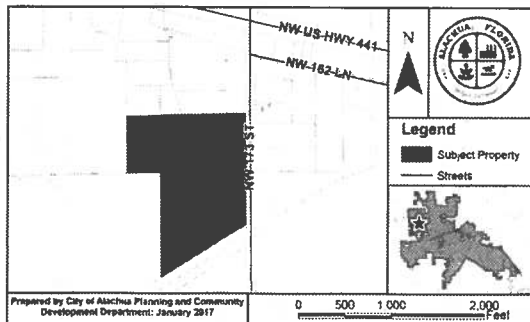 NW US HWY 441
NW 162 LN
NW 173 ST
N
ALACHUA, FLORIDA
Legend
Subject Property
Streets
Prepared by City of Alachua Planning and Community
Development Department: January 2017
0 500 1,000 2,000
Feet